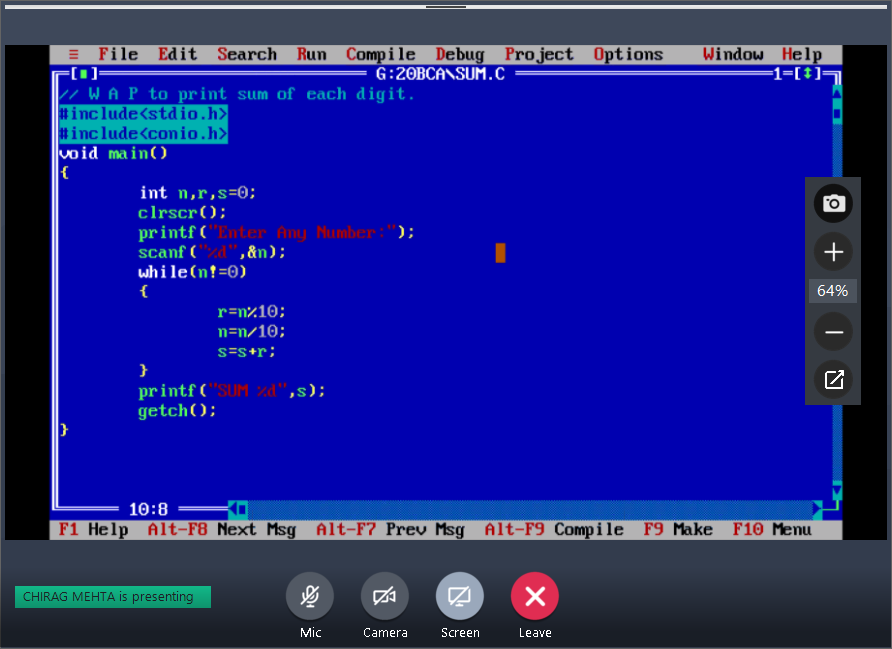 ≡ File Edit Search Run Compile Debug Project Options Window Help
[■] G:20BCA\SUM.C 1=[↕]
// W A P to print sum of each digit.
#include<stdio.h>
#include<conio.h>
void main()
{
int n,r,s=0;
clrscr();
printf("Enter Any Number:");
scanf("%d",&n);
while(n!=0)
{
r=n%10;
n=n/10;
s=s+r;
}
printf("SUM %d",s);
getch();
}
10:8
F1 Help Alt-F8 Next Msg Alt-F7 Prev Msg Alt-F9 Compile F9 Make F10 Menu
64%
CHIRAG MEHTA is presenting
Mic Camera Screen Leave